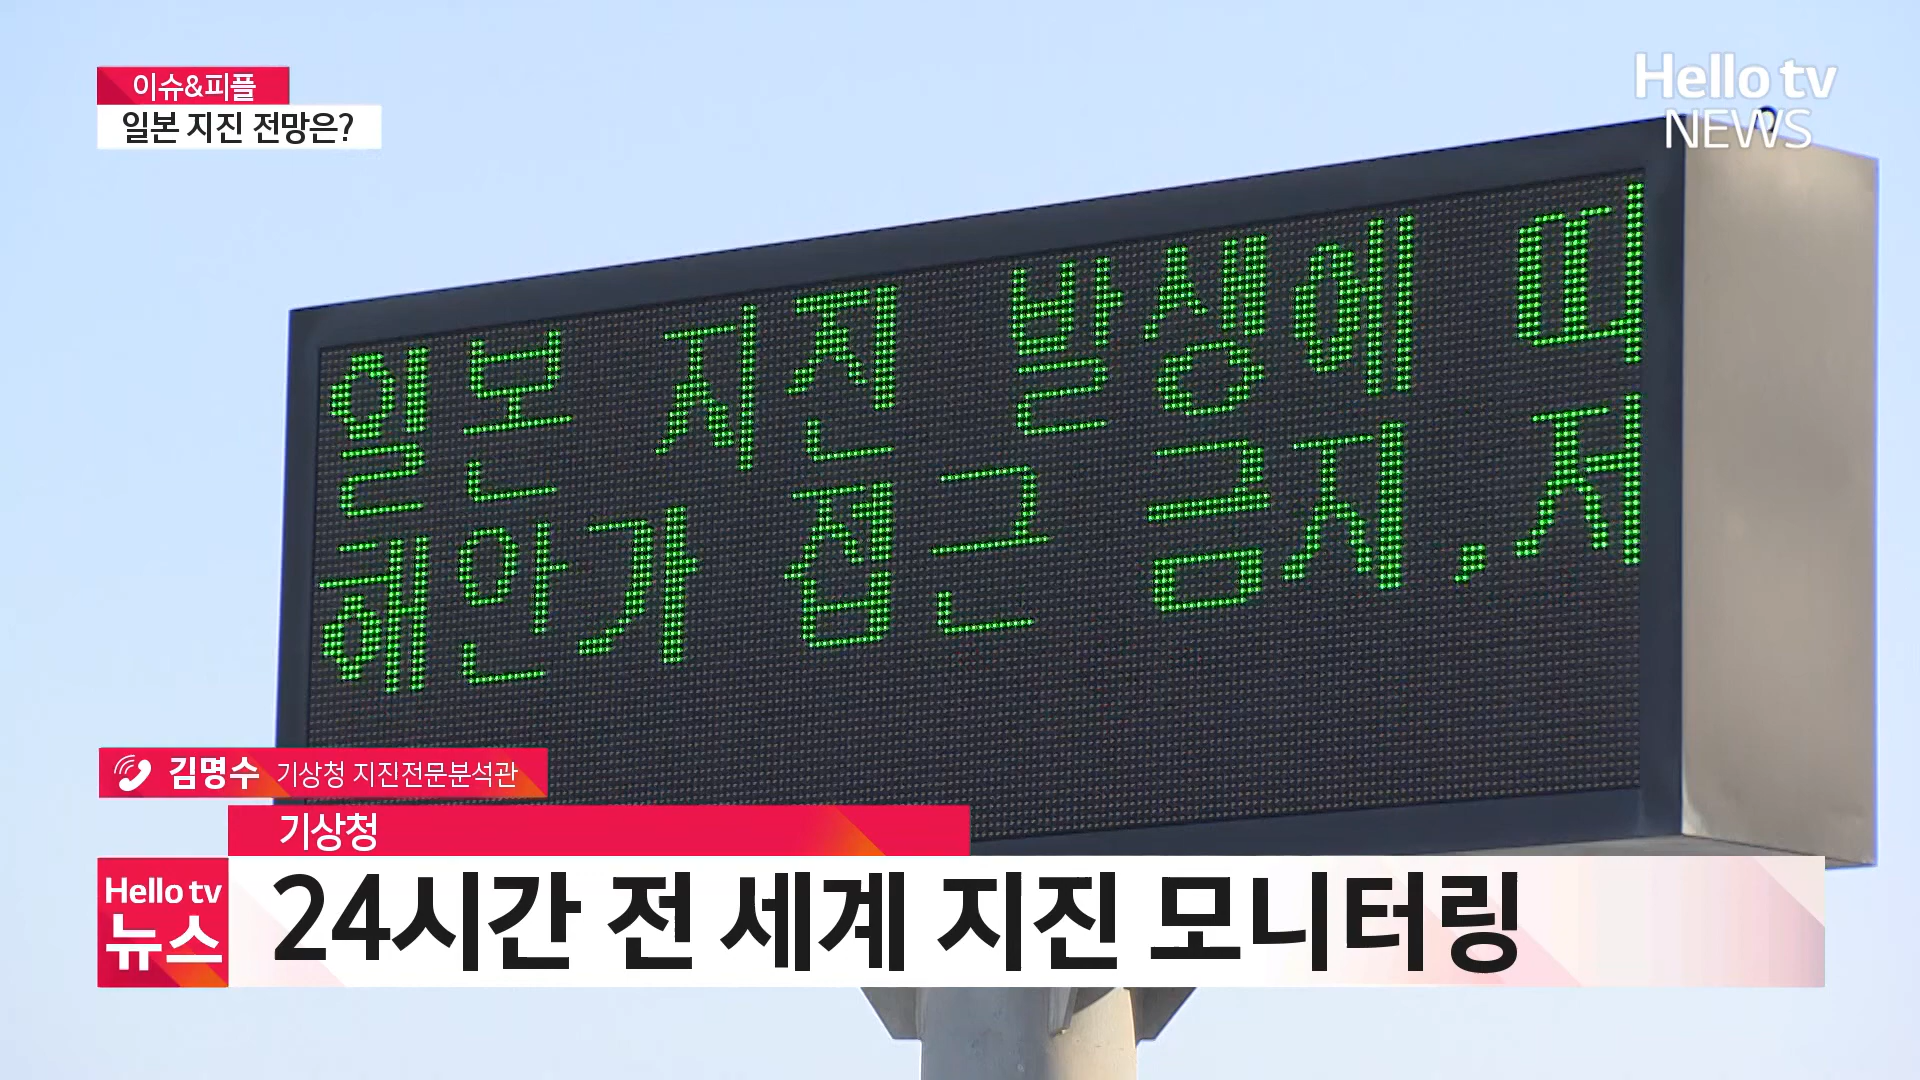 이슈&피플
일본 지진 전망은?
Hello tv
NEWS
일본 지진 발생에 띠
해안가 접근 금지,저
김명수 기상청 지진전문분석관
기상청
Hello tv
뉴스
24시간 전 세계 지진 모니터링